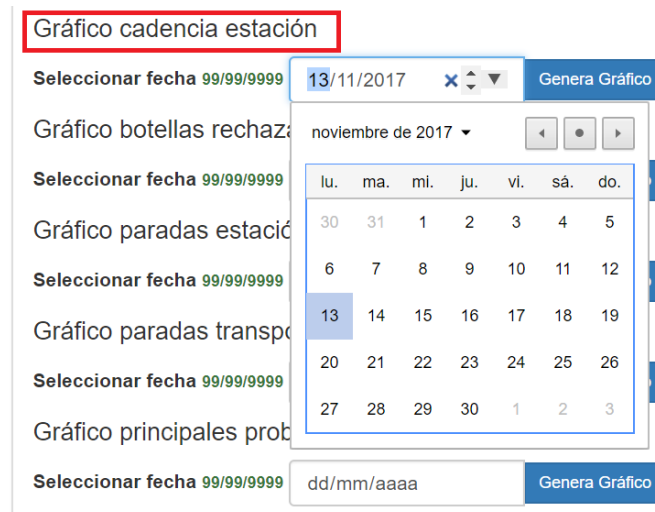 Gráfico cadencia estación
Seleccionar fecha 99/99/9999 13/11/2017 Genera Gráfico
Gráfico botellas rechaza
noviembre de 2017
Seleccionar fecha 99/99/9999
lu. ma. mi. ju. vi. sá. do.
30 31 1 2 3 4 5
Gráfico paradas estació
6 7 8 9 10 11 12
Seleccionar fecha 99/99/9999
13 14 15 16 17 18 19
Gráfico paradas transpo
20 21 22 23 24 25 26
Seleccionar fecha 99/99/9999
27 28 29 30 1 2 3
Gráfico principales prob
Seleccionar fecha 99/99/9999 dd/mm/aaaa Genera Gráfico